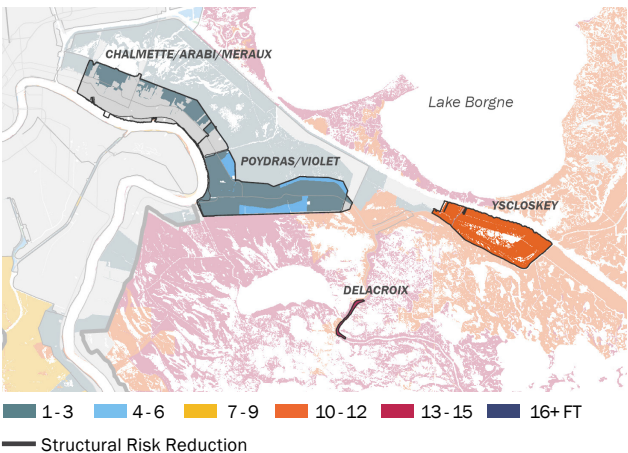 CHALMETTE/ARABI/MERAUX
Lake Borgne
POYDRAS/VIOLET
YSCLOSKEY
DELACROIX
1-3 4-6 7-9 10-12 13-15 16+ FT
Structural Risk Reduction